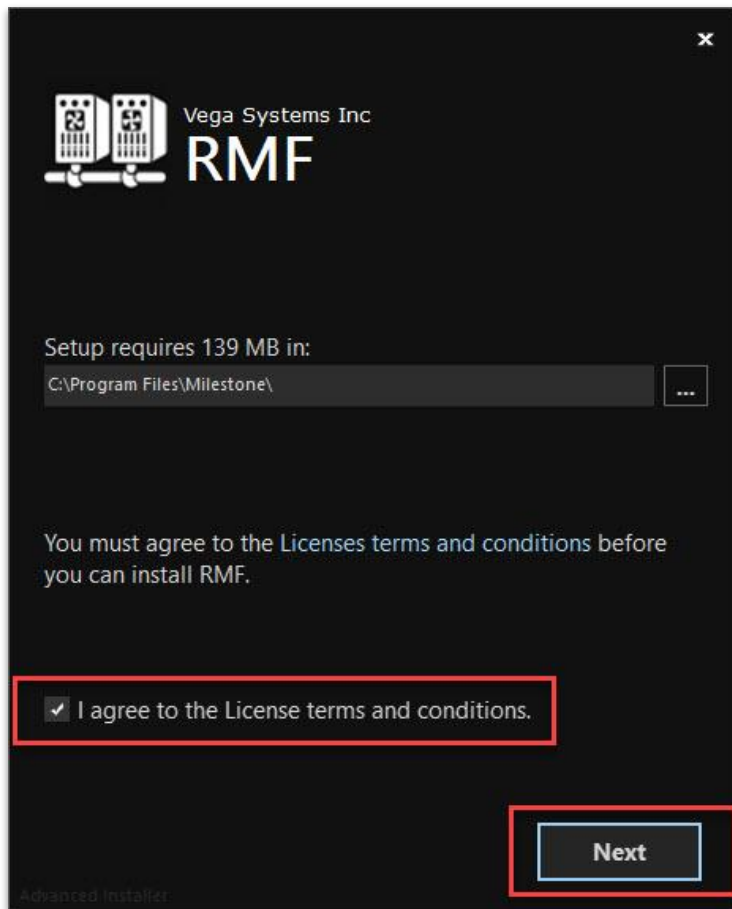 Vega Systems Inc
RMF
Setup requires 139 MB in:
C:\Program Files\Milestone\
...
You must agree to the Licenses terms and conditions before
you can install RMF.
I agree to the License terms and conditions.
Next
Advanced Installer